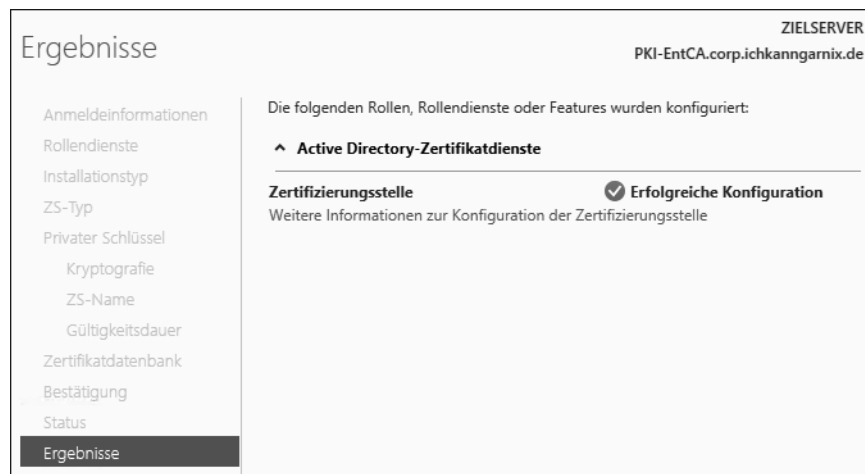 Ergebnisse
ZIELSERVER
PKI-EntCA.corp.ichkanngarnix.de
Anmeldeinformationen
Rollendienste
Installationstyp
ZS-Typ
Privater Schlüssel
Kryptografie
ZS-Name
Gültigkeitsdauer
Zertifikatdatenbank
Bestätigung
Status
Ergebnisse
Die folgenden Rollen, Rollendienste oder Features wurden konfiguriert:
Active Directory-Zertifikatdienste
Zertifizierungsstelle Erfolgreiche Konfiguration
Weitere Informationen zur Konfiguration der Zertifizierungsstelle